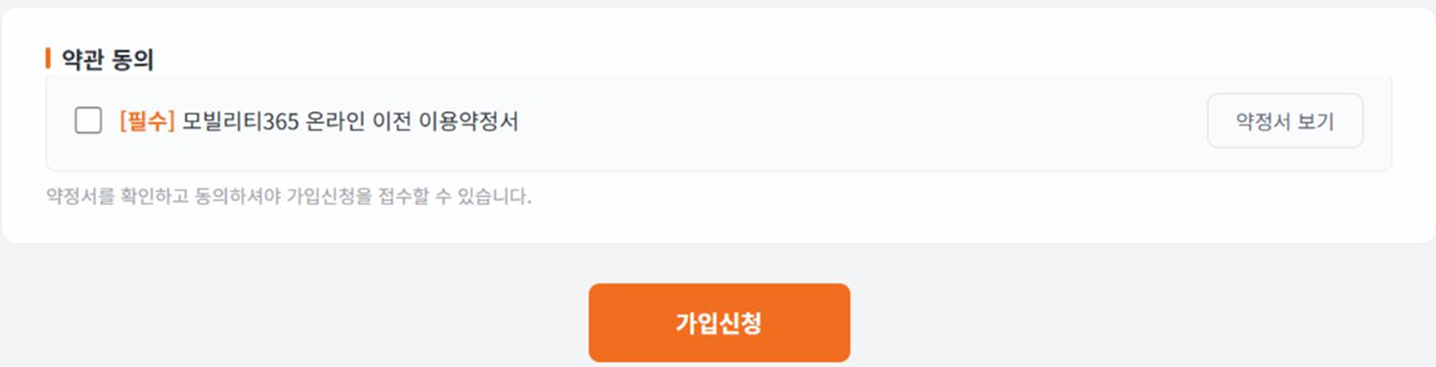 약관 동의
[필수] 모빌리티365 온라인 이전 이용약정서
약정서 보기
약정서를 확인하고 동의하셔야 가입신청을 접수할 수 있습니다.
가입신청